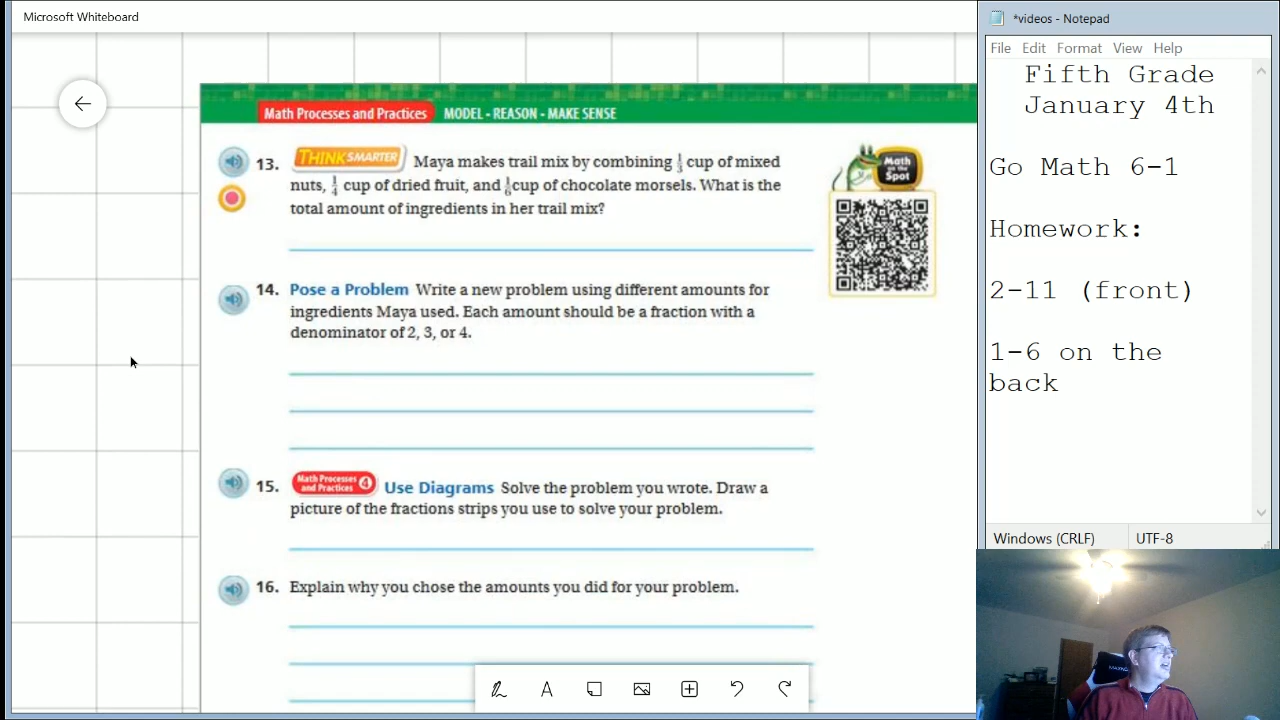 Microsoft Whiteboard
*videos - Notepad
File Edit Format View Help
Fifth Grade
January 4th
Go Math 6-1
Homework:
2-11 (front)
1-6 on the
back
Windows (CRLF) UTF-8
Math Processes and Practices MODEL - REASON - MAKE SENSE
13. THINK SMARTER Maya makes trail mix by combining 1/3 cup of mixed
nuts, 1/4 cup of dried fruit, and 1/6 cup of chocolate morsels. What is the
total amount of ingredients in her trail mix?
Math on the Spot
14. Pose a Problem Write a new problem using different amounts for
ingredients Maya used. Each amount should be a fraction with a
denominator of 2, 3, or 4.
15. Math Processes and Practices 4 Use Diagrams Solve the problem you wrote. Draw a
picture of the fractions strips you use to solve your problem.
16. Explain why you chose the amounts you did for your problem.